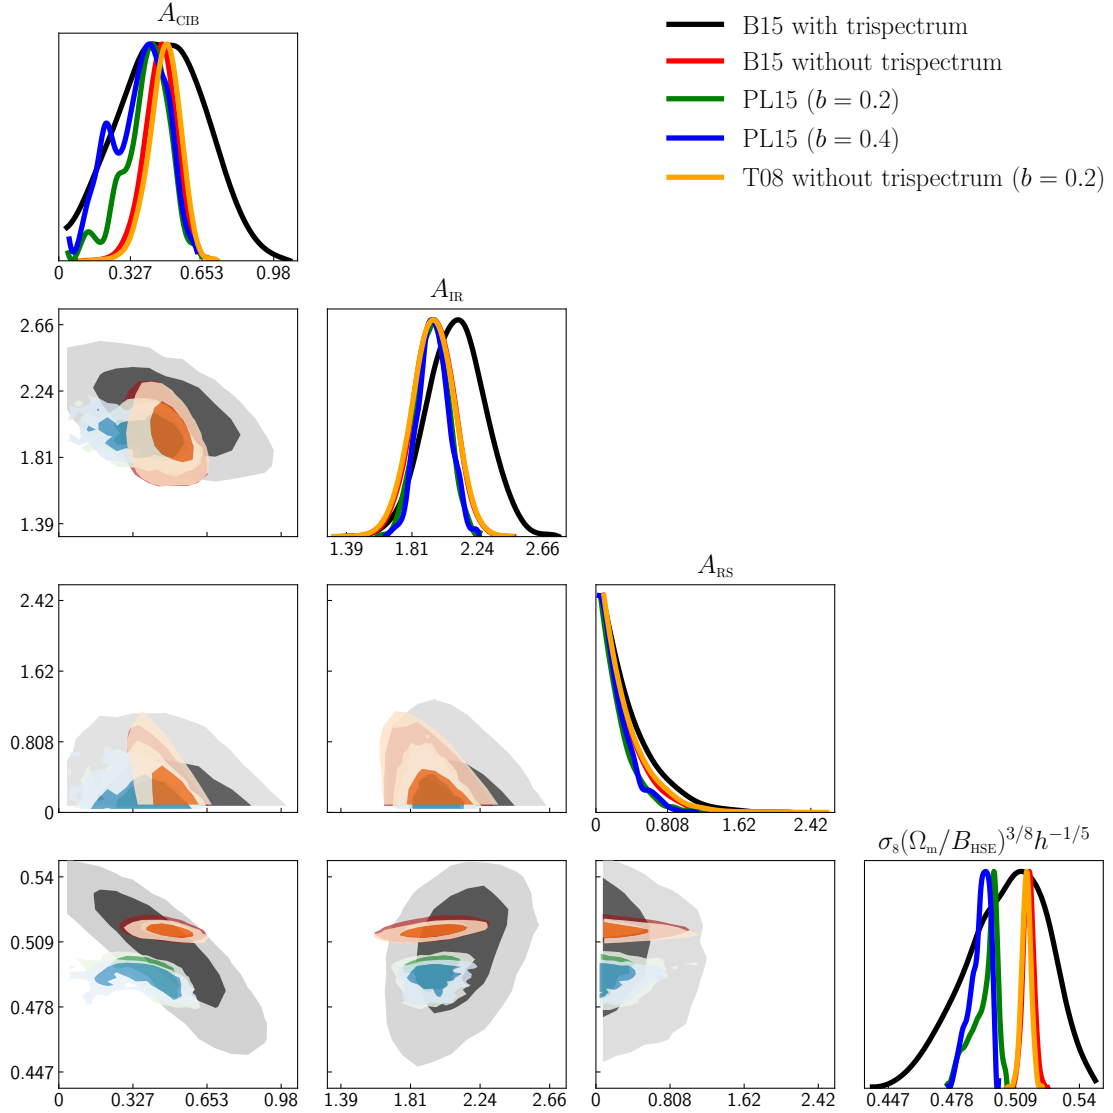 A_CIB
B15 with trispectrum
B15 without trispectrum
PL15 (b = 0.2)
PL15 (b = 0.4)
T08 without trispectrum (b = 0.2)
0 0.327 0.653 0.98
A_IR
2.66
2.24
1.81
1.39
1.39 1.81 2.24 2.66
A_RS
2.42
1.62
0.808
0
0 0.808 1.62 2.42
σ₈(Ω_m/B_HSE)^{3/8}h^{−1/5}
0.54
0.509
0.478
0.447
0 0.327 0.653 0.98
1.39 1.81 2.24 2.66
0 0.808 1.62 2.42
0.447 0.478 0.509 0.54